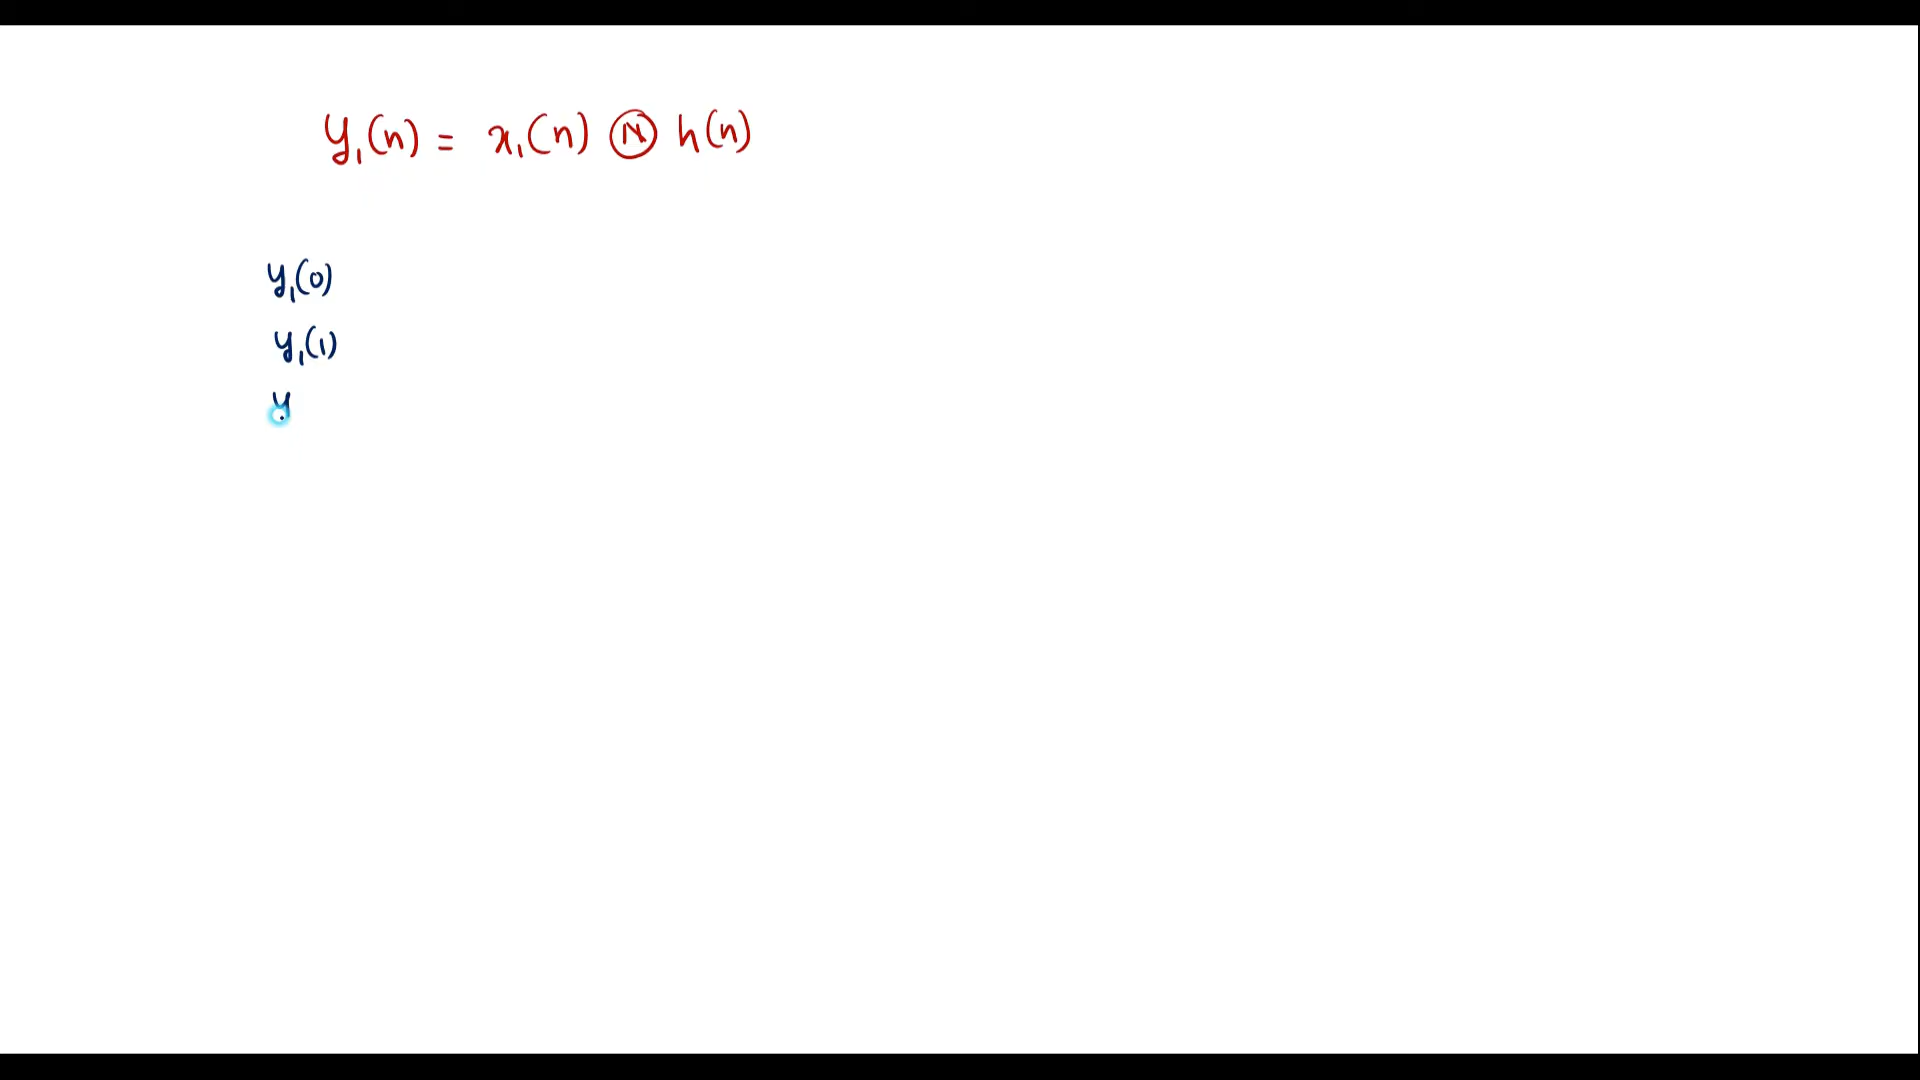 y₁(n) = x₁(n) Ⓝ h(n)
y₁(0)
y₁(1)
y